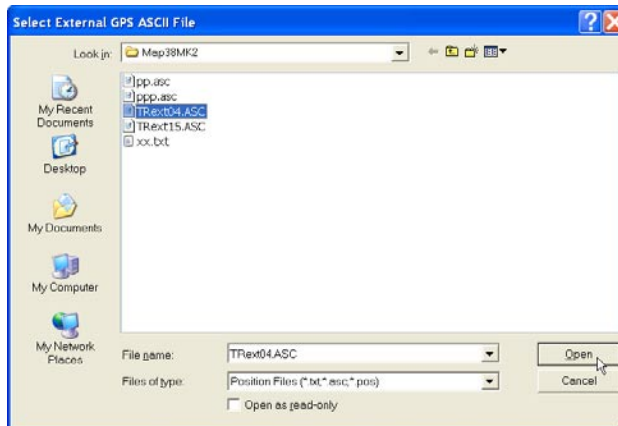 Select External GPS ASCII File
Look in:
Map38MK2
pp.asc
ppp.asc
TRext04.ASC
TRext15.ASC
xx.txt
My Recent
Documents
Desktop
My Documents
My Computer
My Network
Places
File name:
TRext04.ASC
Open
Files of type:
Position Files (*.txt,*.asc,*.pos)
Cancel
Open as read-only